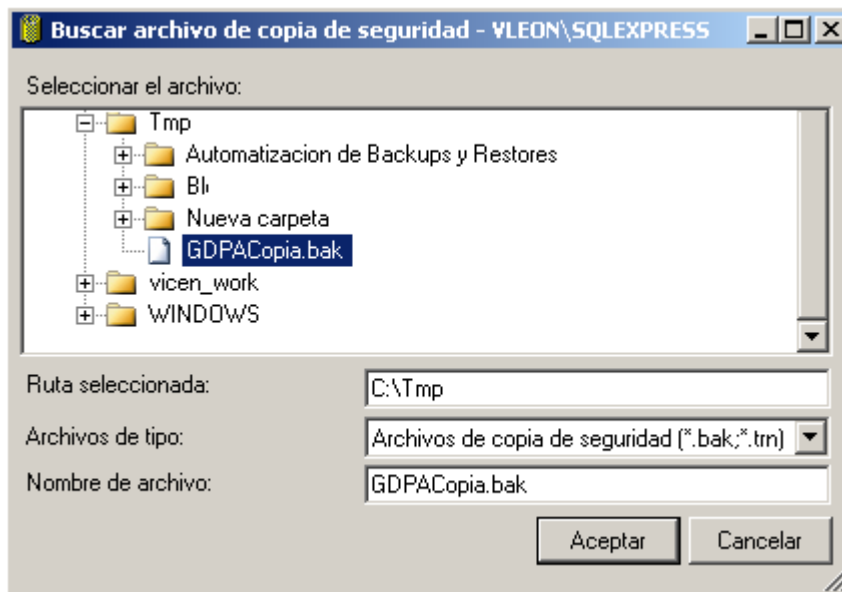 Buscar archivo de copia de seguridad - VLEON\SQLEXPRESS
Seleccionar el archivo:
Tmp
Automatizacion de Backups y Restores
Nueva carpeta
GDPACopia.bak
vicen_work
WINDOWS
Ruta seleccionada:
C:\Tmp
Archivos de tipo:
Archivos de copia de seguridad (*.bak;*.trn)
Nombre de archivo:
GDPACopia.bak
Aceptar
Cancelar